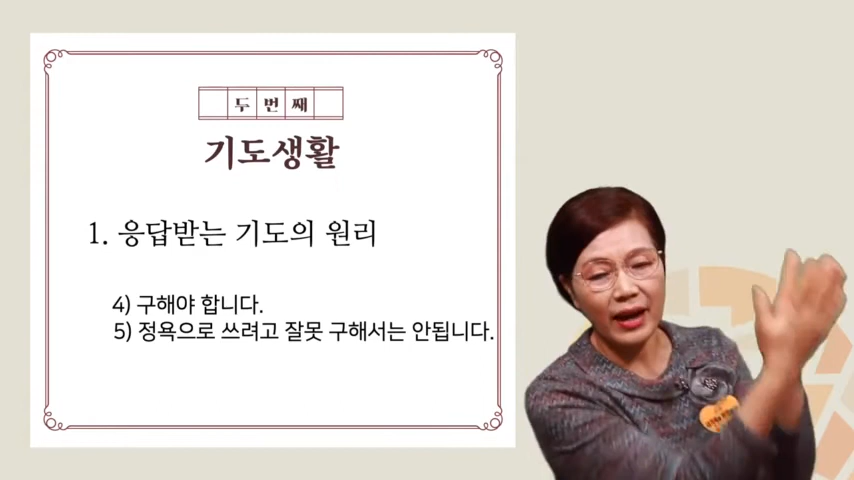 두번째
기도생활
1. 응답받는 기도의 원리
4) 구해야 합니다.
5) 정욕으로 쓰려고 잘못 구해서는 안됩니다.